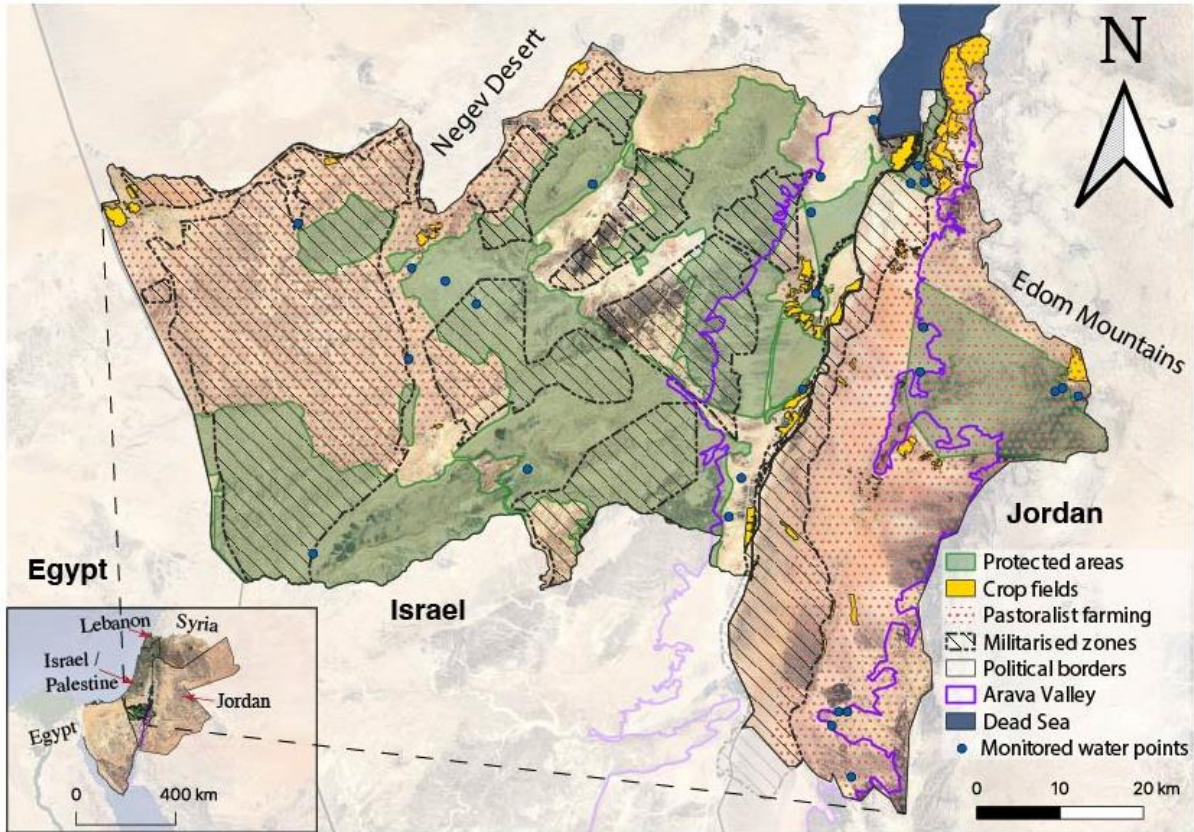 N
Negev Desert
Edom Mountains
Jordan
Egypt
Israel
Protected areas
Crop fields
Pastoralist farming
Militarised zones
Political borders
Arava Valley
Dead Sea
Monitored water points
0 10 20 km
Lebanon
Syria
Israel /
Palestine
Jordan
Egypt
0 400 km